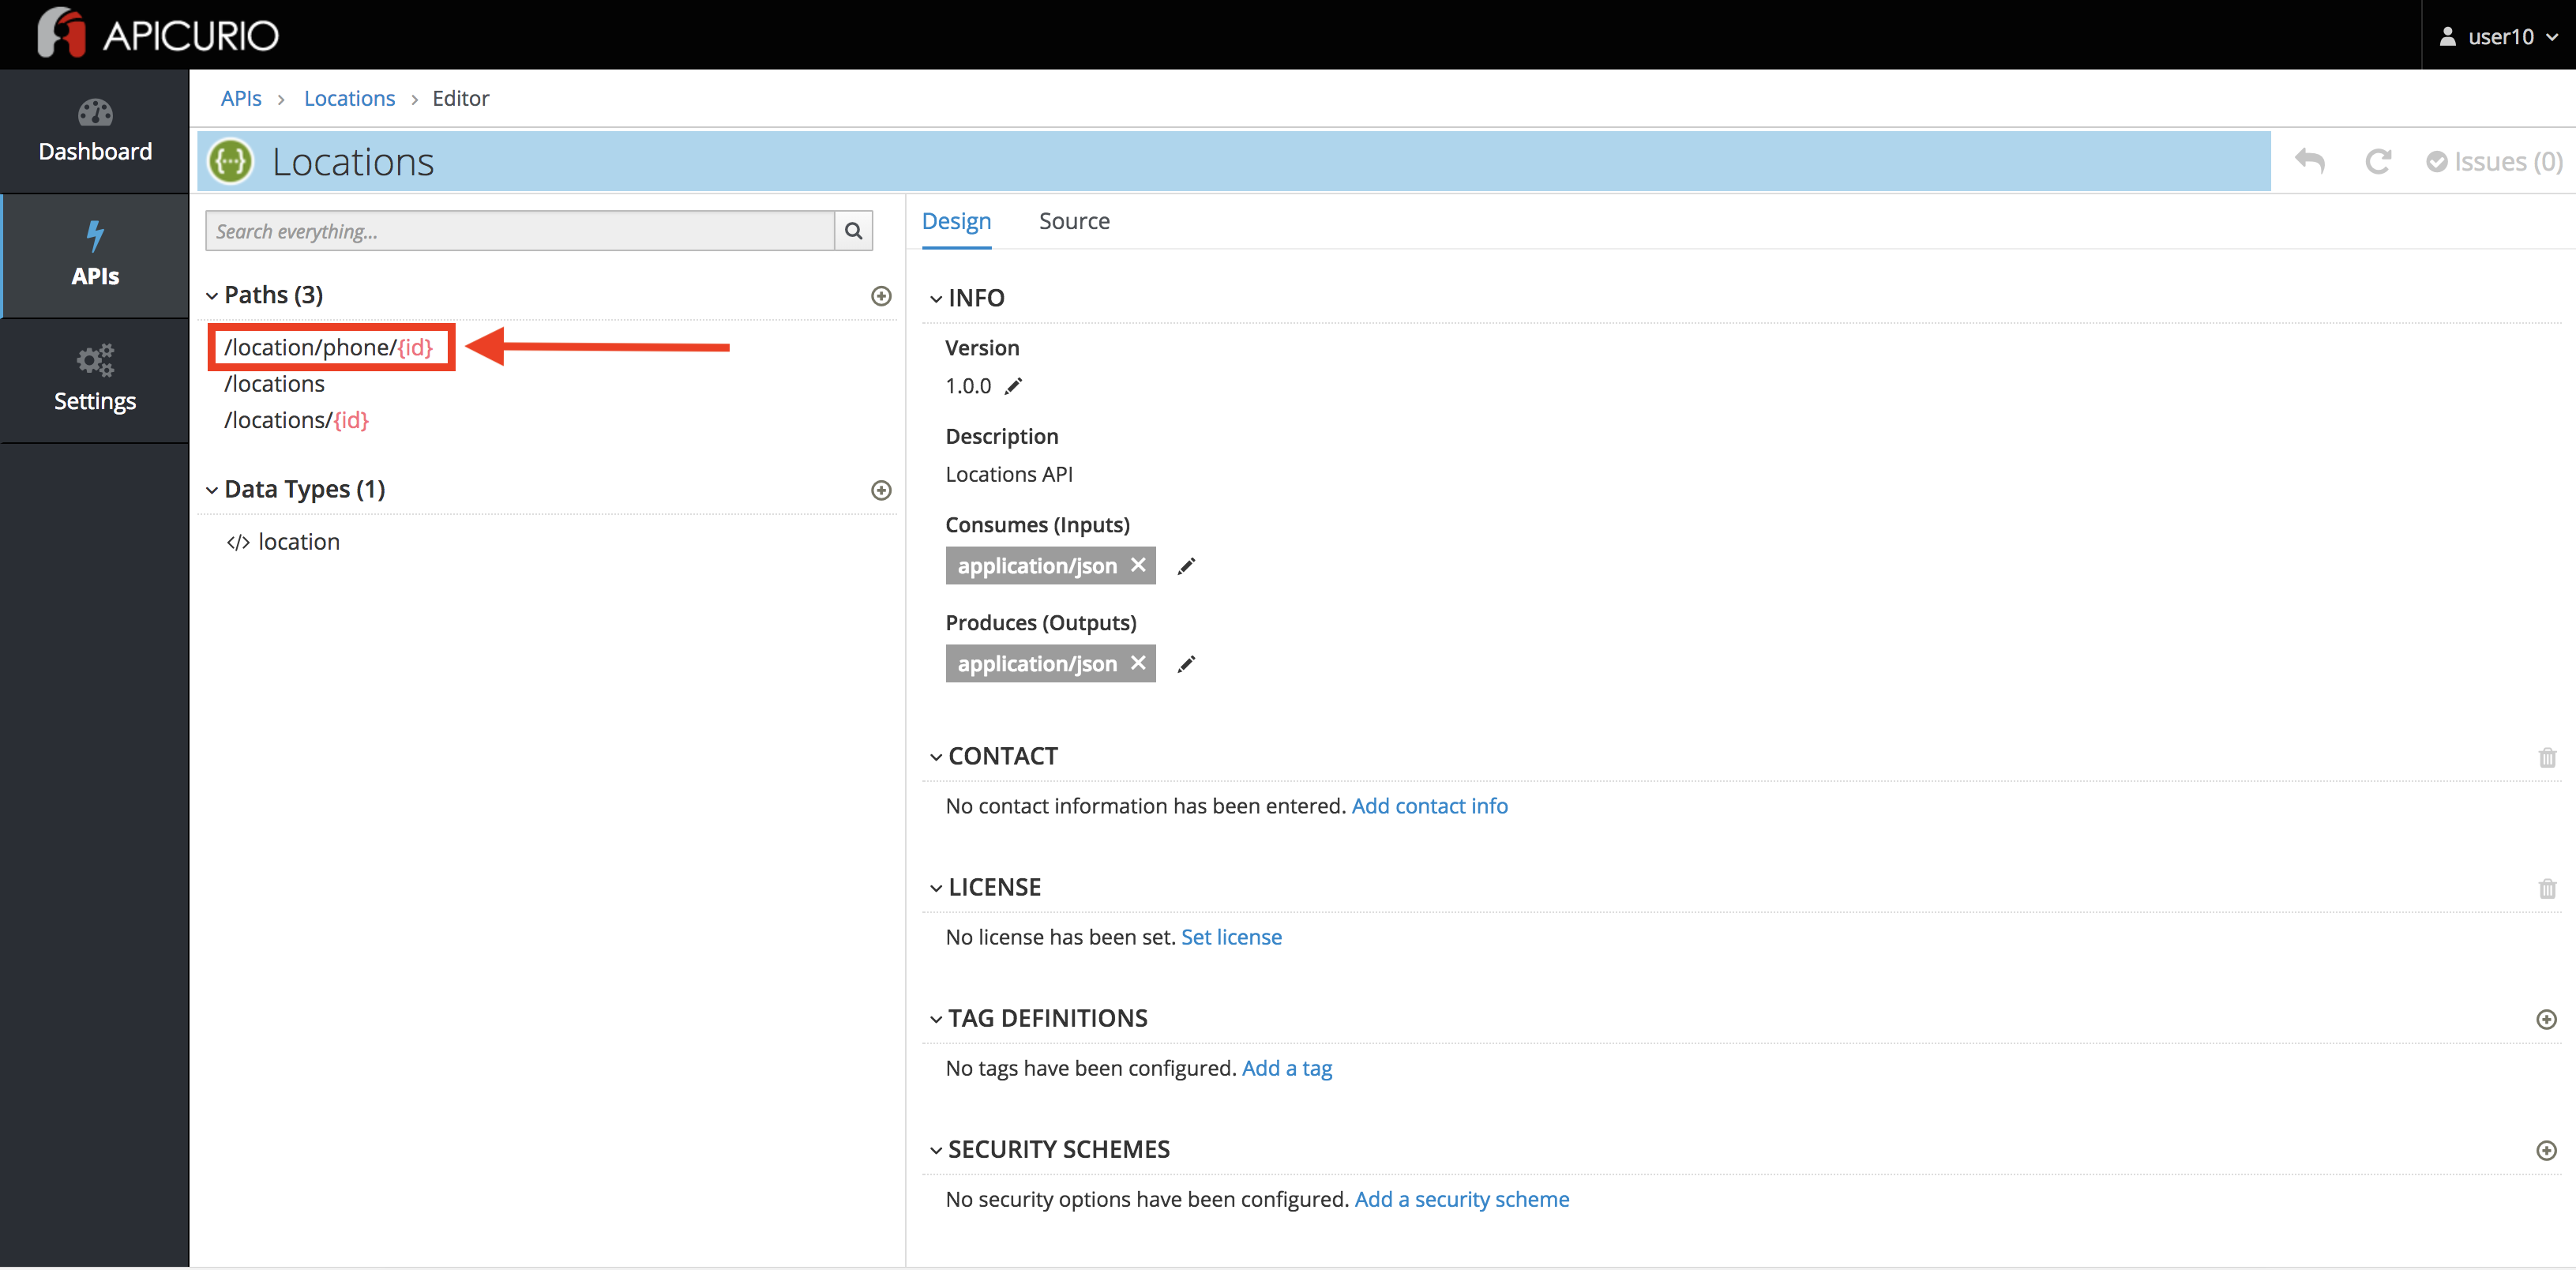 APICURIO
user10
Dashboard
APIs
Settings
APIs > Locations > Editor
Locations
Issues (0)
Search everything...
Paths (3)
/location/phone/{id}
/locations
/locations/{id}
Data Types (1)
</> location
Design Source
INFO
Version
1.0.0
Description
Locations API
Consumes (Inputs)
application/json ✕
Produces (Outputs)
application/json ✕
CONTACT
No contact information has been entered. Add contact info
LICENSE
No license has been set. Set license
TAG DEFINITIONS
No tags have been configured. Add a tag
SECURITY SCHEMES
No security options have been configured. Add a security scheme